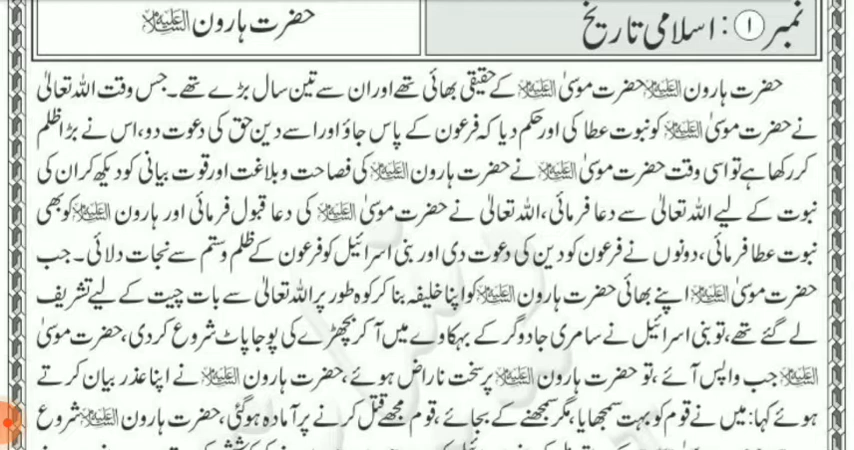 نمبر ①: اسلامی تاریخ
حضرت ہارون علیہ السلام
حضرت ہارون علیہ السلام حضرت موسیٰ علیہ السلام کے حقیقی بھائی تھے اور ان سے تین سال بڑے تھے۔ جس وقت اللہ تعالیٰ
نے حضرت موسیٰ علیہ السلام کو نبوت عطا کی اور حکم دیا کہ فرعون کے پاس جاؤ اور اسے دین حق کی دعوت دو، اس نے بڑا ظلم
کر رکھا ہے تو اسی وقت حضرت موسیٰ علیہ السلام نے حضرت ہارون علیہ السلام کی فصاحت و بلاغت اور قوت بیانی کو دیکھ کر ان کی
نبوت کے لیے اللہ تعالیٰ سے دعا فرمائی، اللہ تعالیٰ نے حضرت موسیٰ علیہ السلام کی دعا قبول فرمائی اور ہارون علیہ السلام کو بھی
نبوت عطا فرمائی، دونوں نے فرعون کو دین کی دعوت دی اور بنی اسرائیل کو فرعون کے ظلم و ستم سے نجات دلائی۔ جب
حضرت موسیٰ علیہ السلام اپنے بھائی حضرت ہارون علیہ السلام کو اپنا خلیفہ بنا کر کوہ طور پر اللہ تعالیٰ سے بات چیت کے لیے تشریف
لے گئے تھے، تو بنی اسرائیل نے سامری جادوگر کے بہکاوے میں آ کر بچھڑے کی پوجا پاٹ شروع کر دی، حضرت موسیٰ
علیہ السلام جب واپس آئے، تو حضرت ہارون علیہ السلام پر سخت ناراض ہوئے، حضرت ہارون علیہ السلام نے اپنا عذر بیان کرتے
ہوئے کہا: میں نے قوم کو بہت سمجھایا، مگر سمجھنے کے بجائے، قوم مجھے قتل کرنے پر آمادہ ہو گئی، حضرت ہارون علیہ السلام شروع